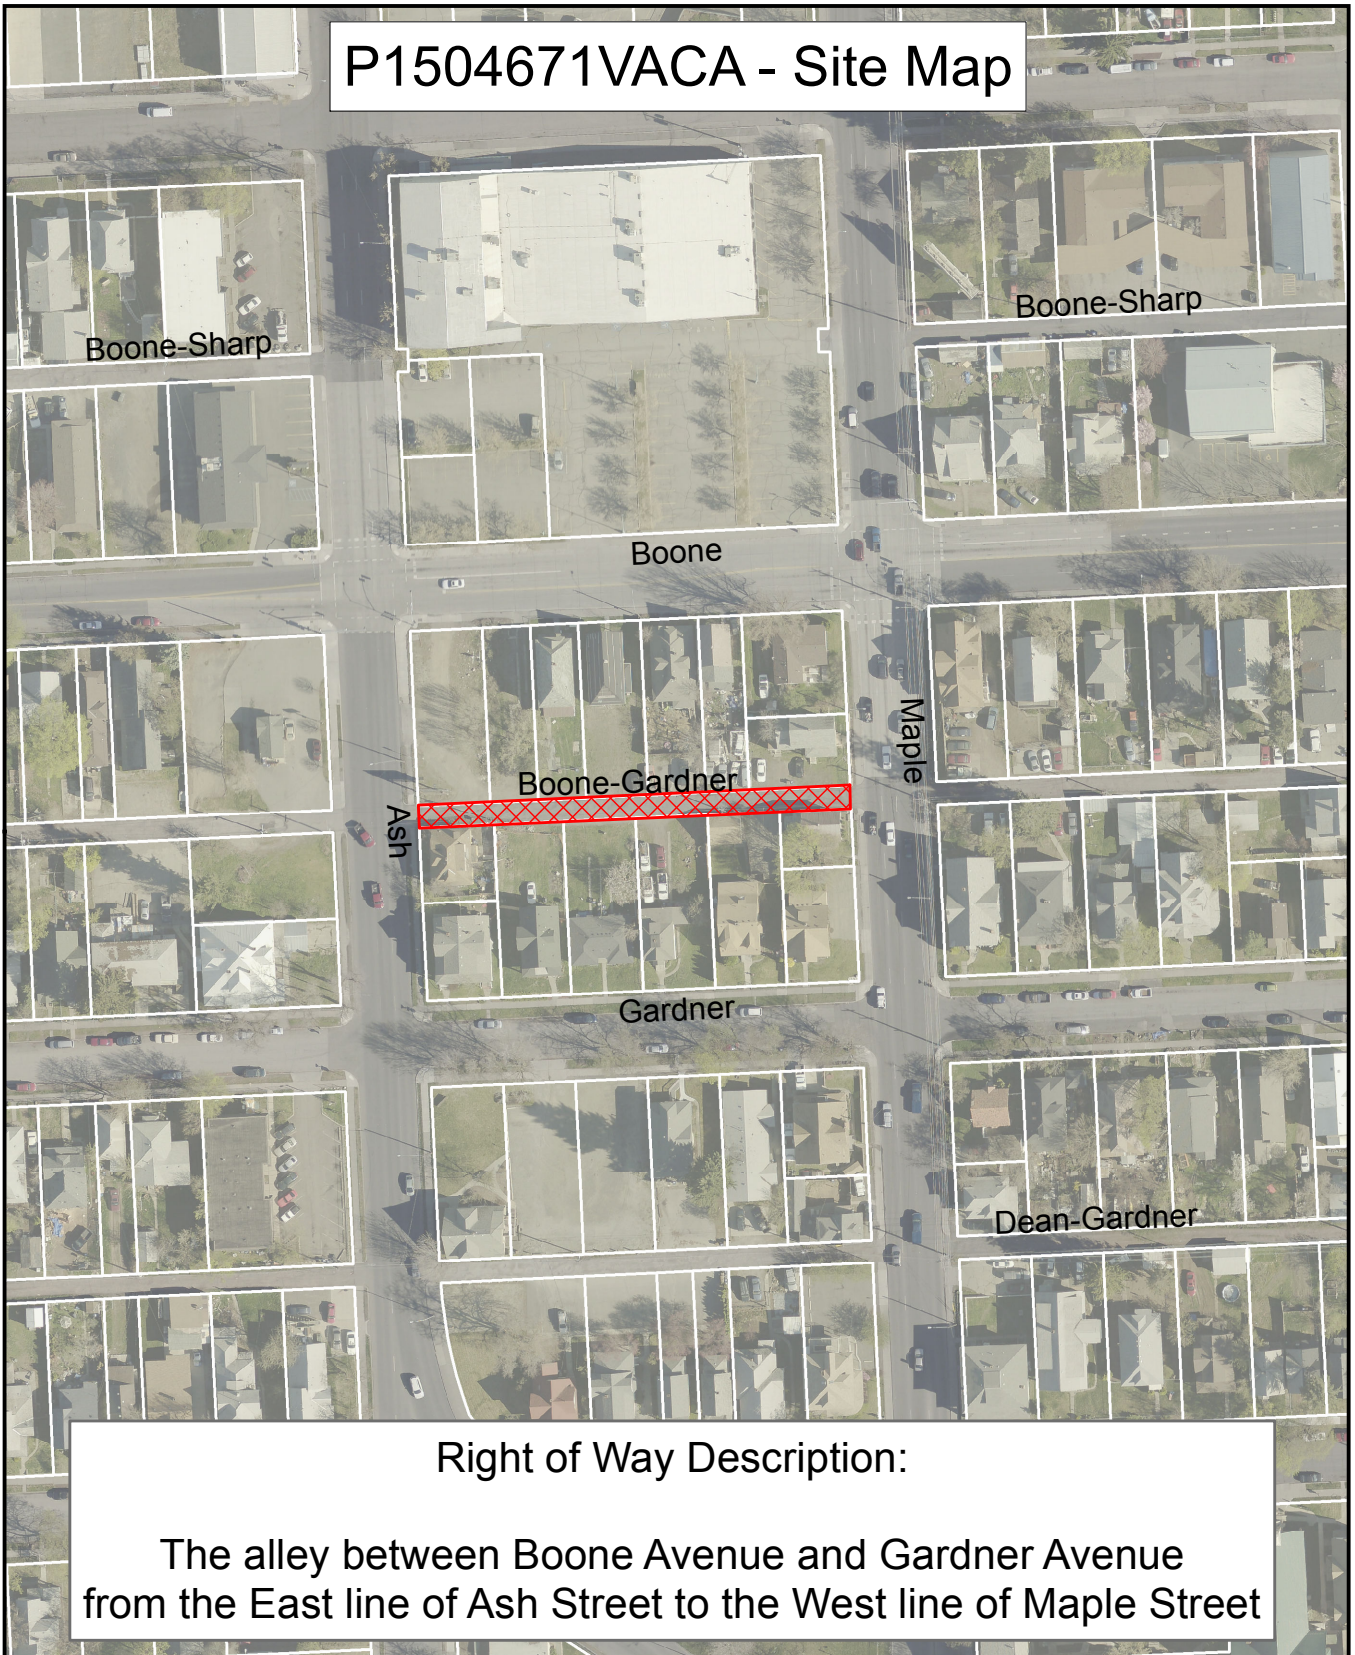 P1504671VACA - Site Map
Boone-Sharp
Boone-Sharp
Boone
Maple
Boone-Gardner
Ash
Gardner
Dean-Gardner
Right of Way Description:
The alley between Boone Avenue and Gardner Avenue
from the East line of Ash Street to the West line of Maple Street